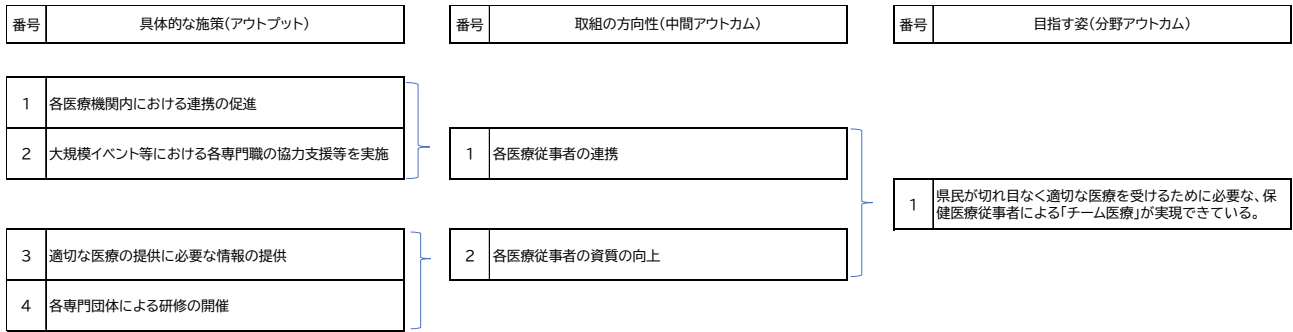 番号 具体的な施策(アウトプット) 番号 取組の方向性(中間アウトカム) 番号 目指す姿(分野アウトカム)
1 各医療機関内における連携の促進
2 大規模イベント等における各専門職の協力支援等を実施
1 各医療従事者の連携
1 県民が切れ目なく適切な医療を受けるために必要な、保
健医療従事者による「チーム医療」が実現できている。
3 適切な医療の提供に必要な情報の提供
2 各医療従事者の資質の向上
4 各専門団体による研修の開催